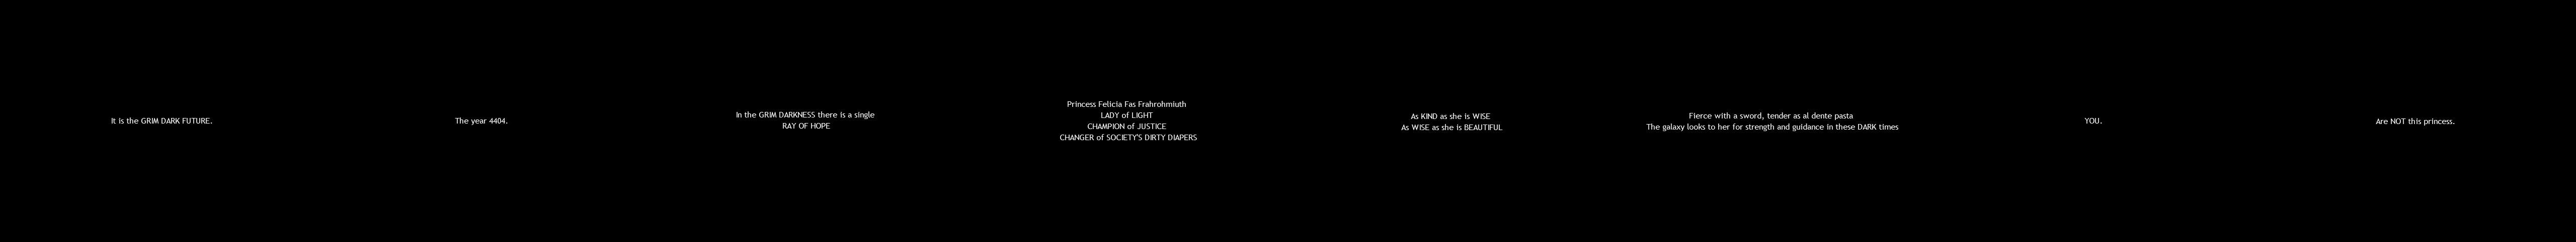 It is the GRIM DARK FUTURE.
The year 4404.
In the GRIM DARKNESS there is a single
RAY OF HOPE
Princess Felicia Fas Frahrohmiuth
LADY of LIGHT
CHAMPION of JUSTICE
CHANGER of SOCIETY'S DIRTY DIAPERS
As KIND as she is WISE
As WISE as she is BEAUTIFUL
Fierce with a sword, tender as al dente pasta
The galaxy looks to her for strength and guidance in these DARK times
YOU.
Are NOT this princess.